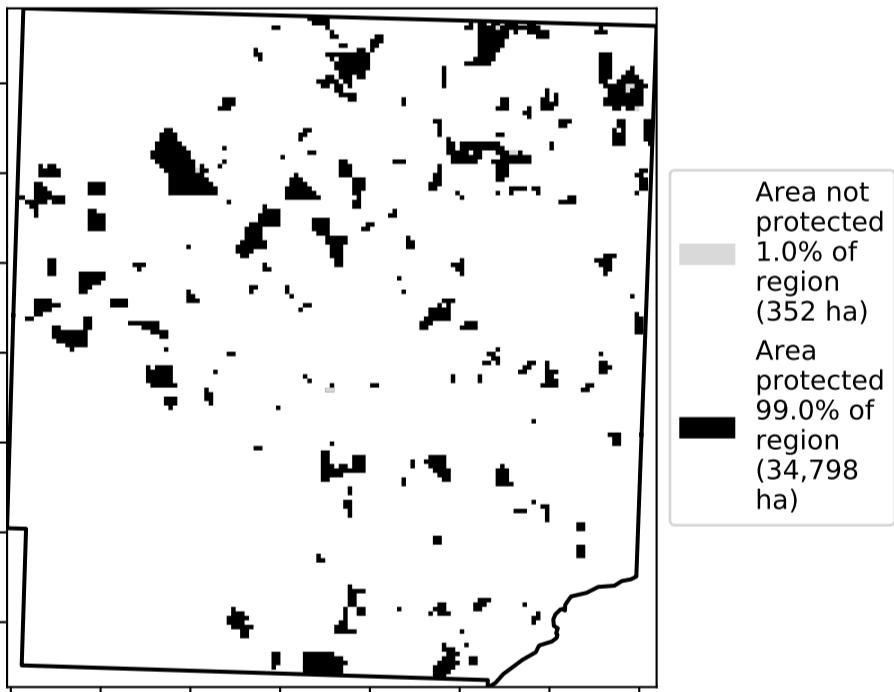 Area not
protected
1.0% of
region
(352 ha)
Area
protected
99.0% of
region
(34,798
ha)